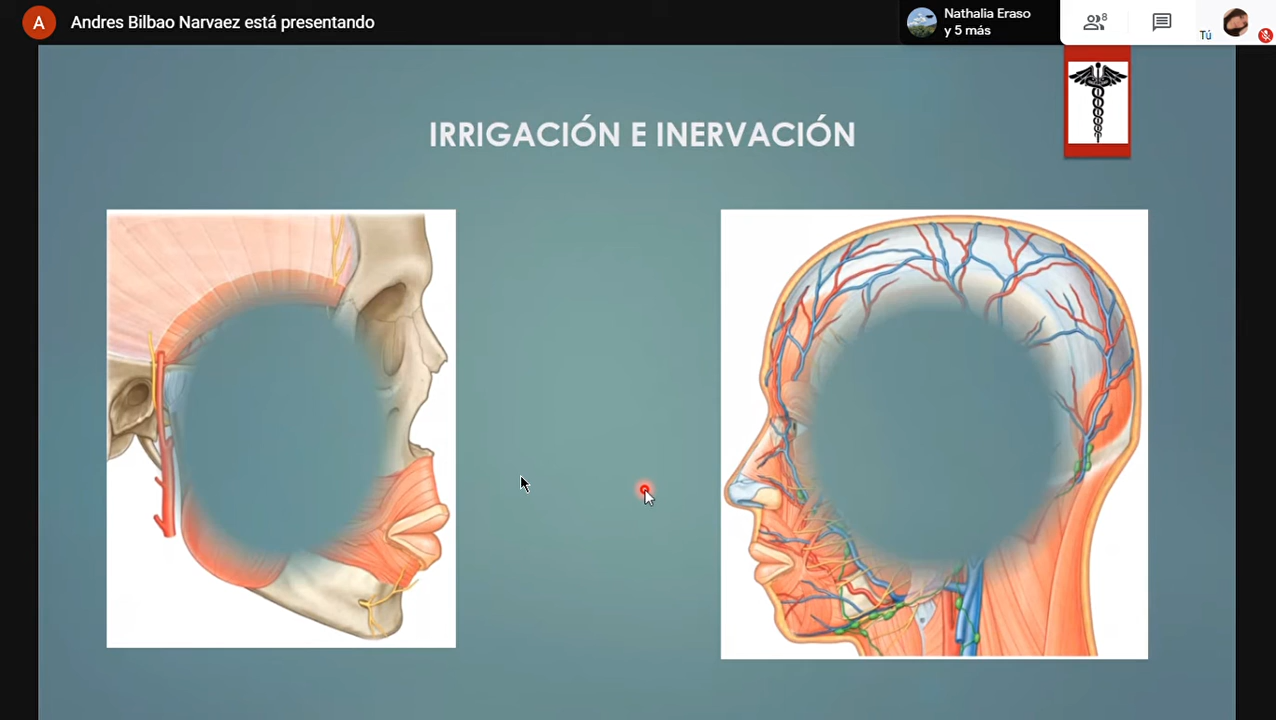 A
Andres Bilbao Narvaez está presentando
Nathalia Eraso
y 5 más
8
Tú
IRRIGACIÓN E INERVACIÓN